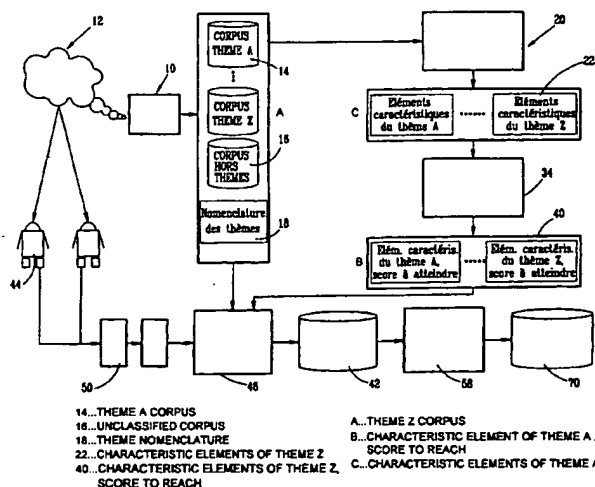 12
10
CORPUS
THEME A
14
CORPUS
THEME Z
A
16
CORPUS
HORS
THEMES
Nomenclature
des thèmes
18
20
22
C
Eléments
caractéristiques
du thème A
Eléments
caractéristiques
du thème Z
34
40
B
Elém. caractéris.
du thème A,
score à atteindre
Elém. caractéris.
du thème Z,
score à atteindre
44
50
46
42
58
70
14...THEME A CORPUS
16...UNCLASSIFIED CORPUS
18...THEME NOMENCLATURE
22...CHARACTERISTIC ELEMENTS OF THEME Z
40...CHARACTERISTIC ELEMENTS OF THEME Z,
SCORE TO REACH
A...THEME Z CORPUS
B...CHARACTERISTIC ELEMENT OF THEME A
SCORE TO REACH
C...CHARACTERISTIC ELEMENTS OF THEME A